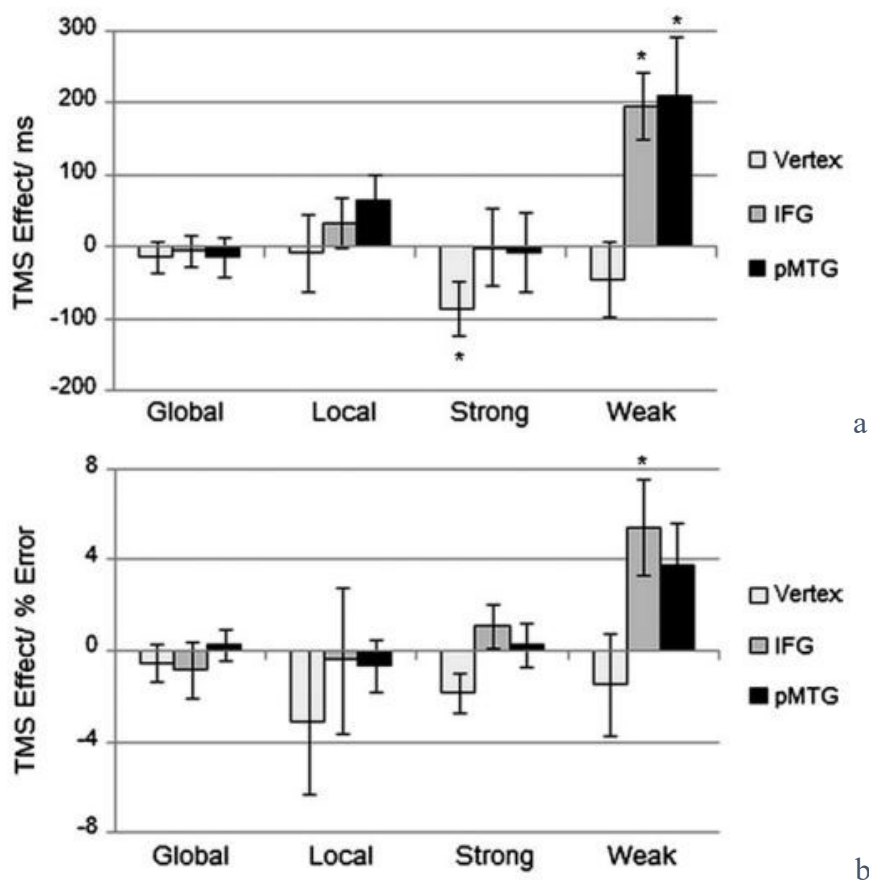 300
*
*
200
100
0
-100
*
-200
TMS Effect/ ms
Global Local Strong Weak
Vertex
IFG
pMTG
a
8
*
4
0
-4
-8
TMS Effect/ % Error
Global Local Strong Weak
Vertex
IFG
pMTG
b